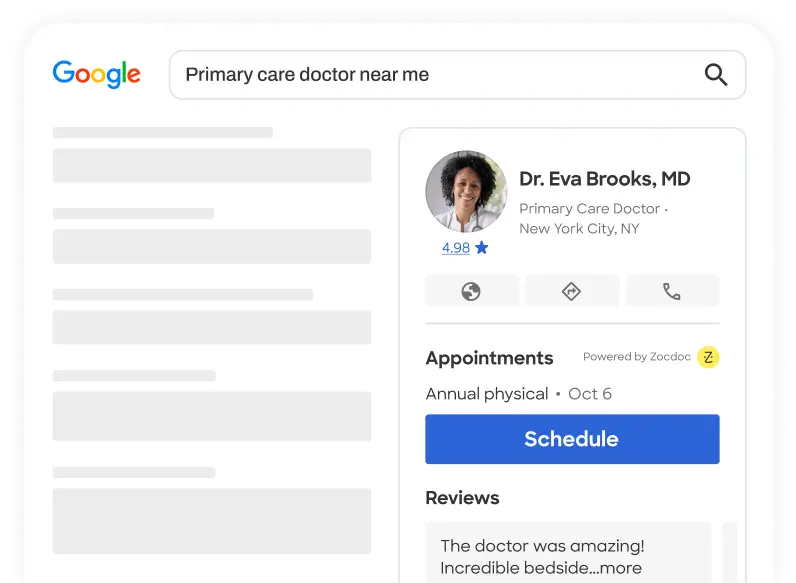 Google
Primary care doctor near me
Dr. Eva Brooks, MD
Primary Care Doctor ·
New York City, NY
4.98
Appointments
Powered by Zocdoc
Z
Annual physical • Oct 6
Schedule
Reviews
The doctor was amazing!
Incredible bedside...more